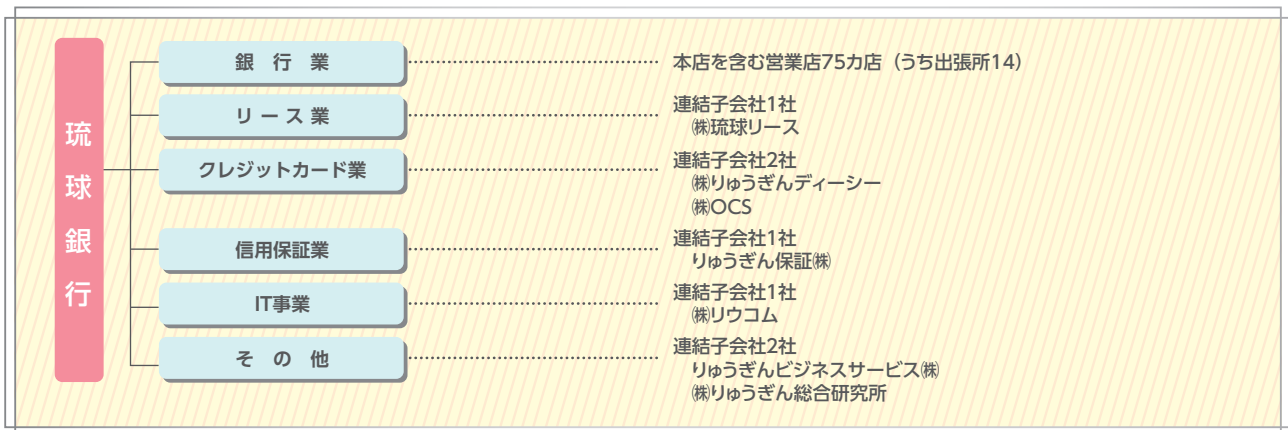 琉球銀行
銀行業 本店を含む営業店75カ店（うち出張所14）
リース業 連結子会社1社
㈱琉球リース
クレジットカード業 連結子会社2社
㈱りゅうぎんディーシー
㈱OCS
信用保証業 連結子会社1社
りゅうぎん保証㈱
IT事業 連結子会社1社
㈱リウコム
その他 連結子会社2社
りゅうぎんビジネスサービス㈱
㈱りゅうぎん総合研究所